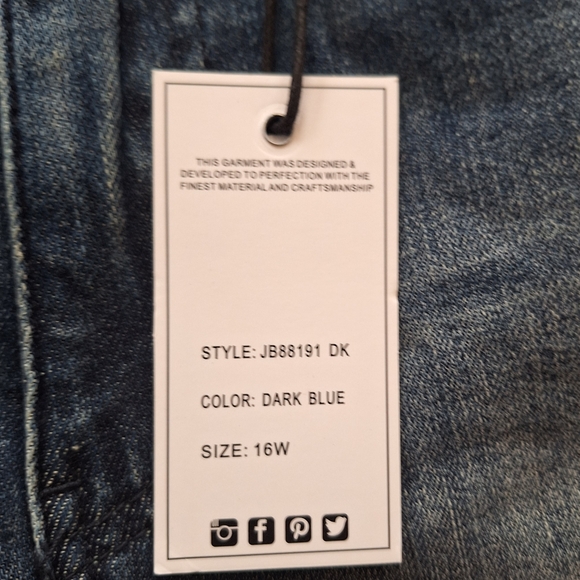 THIS GARMENT WAS DESIGNED &
DEVELOPED TO PERFECTION WITH THE
FINEST MATERIAL AND CRAFTSMANSHIP
STYLE: JB88191 DK
COLOR: DARK BLUE
SIZE: 16W